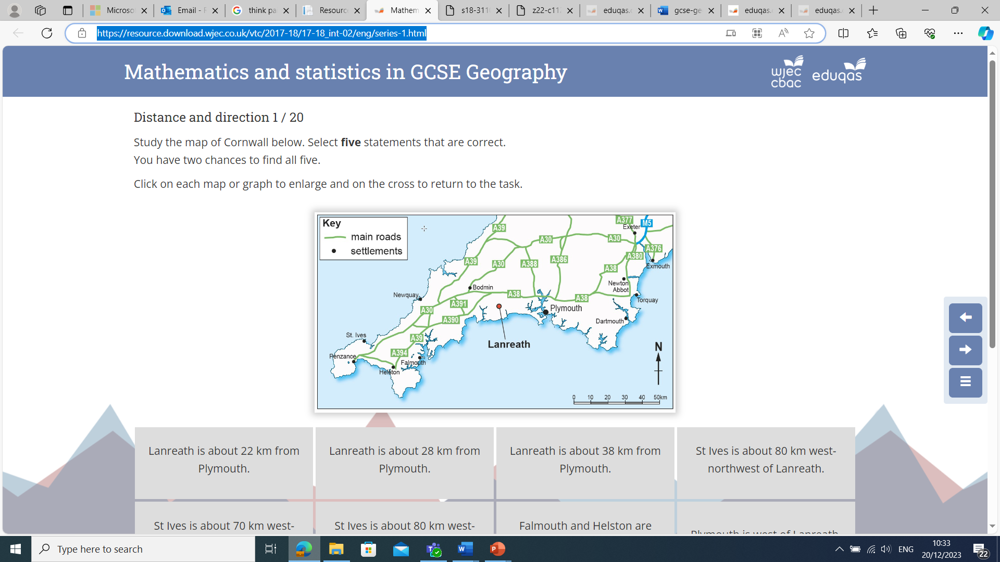 Microso
Email - F
think pa
Resourc
Mathem
s18-311
z22-c11
eduqas.
gcse-ge
eduqas.
eduqas.
https://resource.download.wjec.co.uk/vtc/2017-18/17-18_int-02/eng/series-1.html
Mathematics and statistics in GCSE Geography
wjec
cbac
eduqas
Distance and direction 1 / 20
Study the map of Cornwall below. Select five statements that are correct.
You have two chances to find all five.
Click on each map or graph to enlarge and on the cross to return to the task.
Key
main roads
settlements
A39
A377
M5
Exeter
A30
A30
A376
A39
A30
A388
A386
A380
A38
Exmouth
Bodmin
Newton
Abbot
Newquay
A38
A38
Torquay
A391
A30
A390
Plymouth
Dartmouth
St. Ives
A39
Lanreath
N
Penzance
A394
Falmouth
Helston
0 10 20 30 40 50km
Lanreath is about 22 km from
Plymouth.
Lanreath is about 28 km from
Plymouth.
Lanreath is about 38 km from
Plymouth.
St Ives is about 80 km west-
northwest of Lanreath.
St Ives is about 70 km west-
St Ives is about 80 km west-
Falmouth and Helston are
Plymouth is west of Lanreath
Type here to search
ENG
10:33
20/12/2023
22